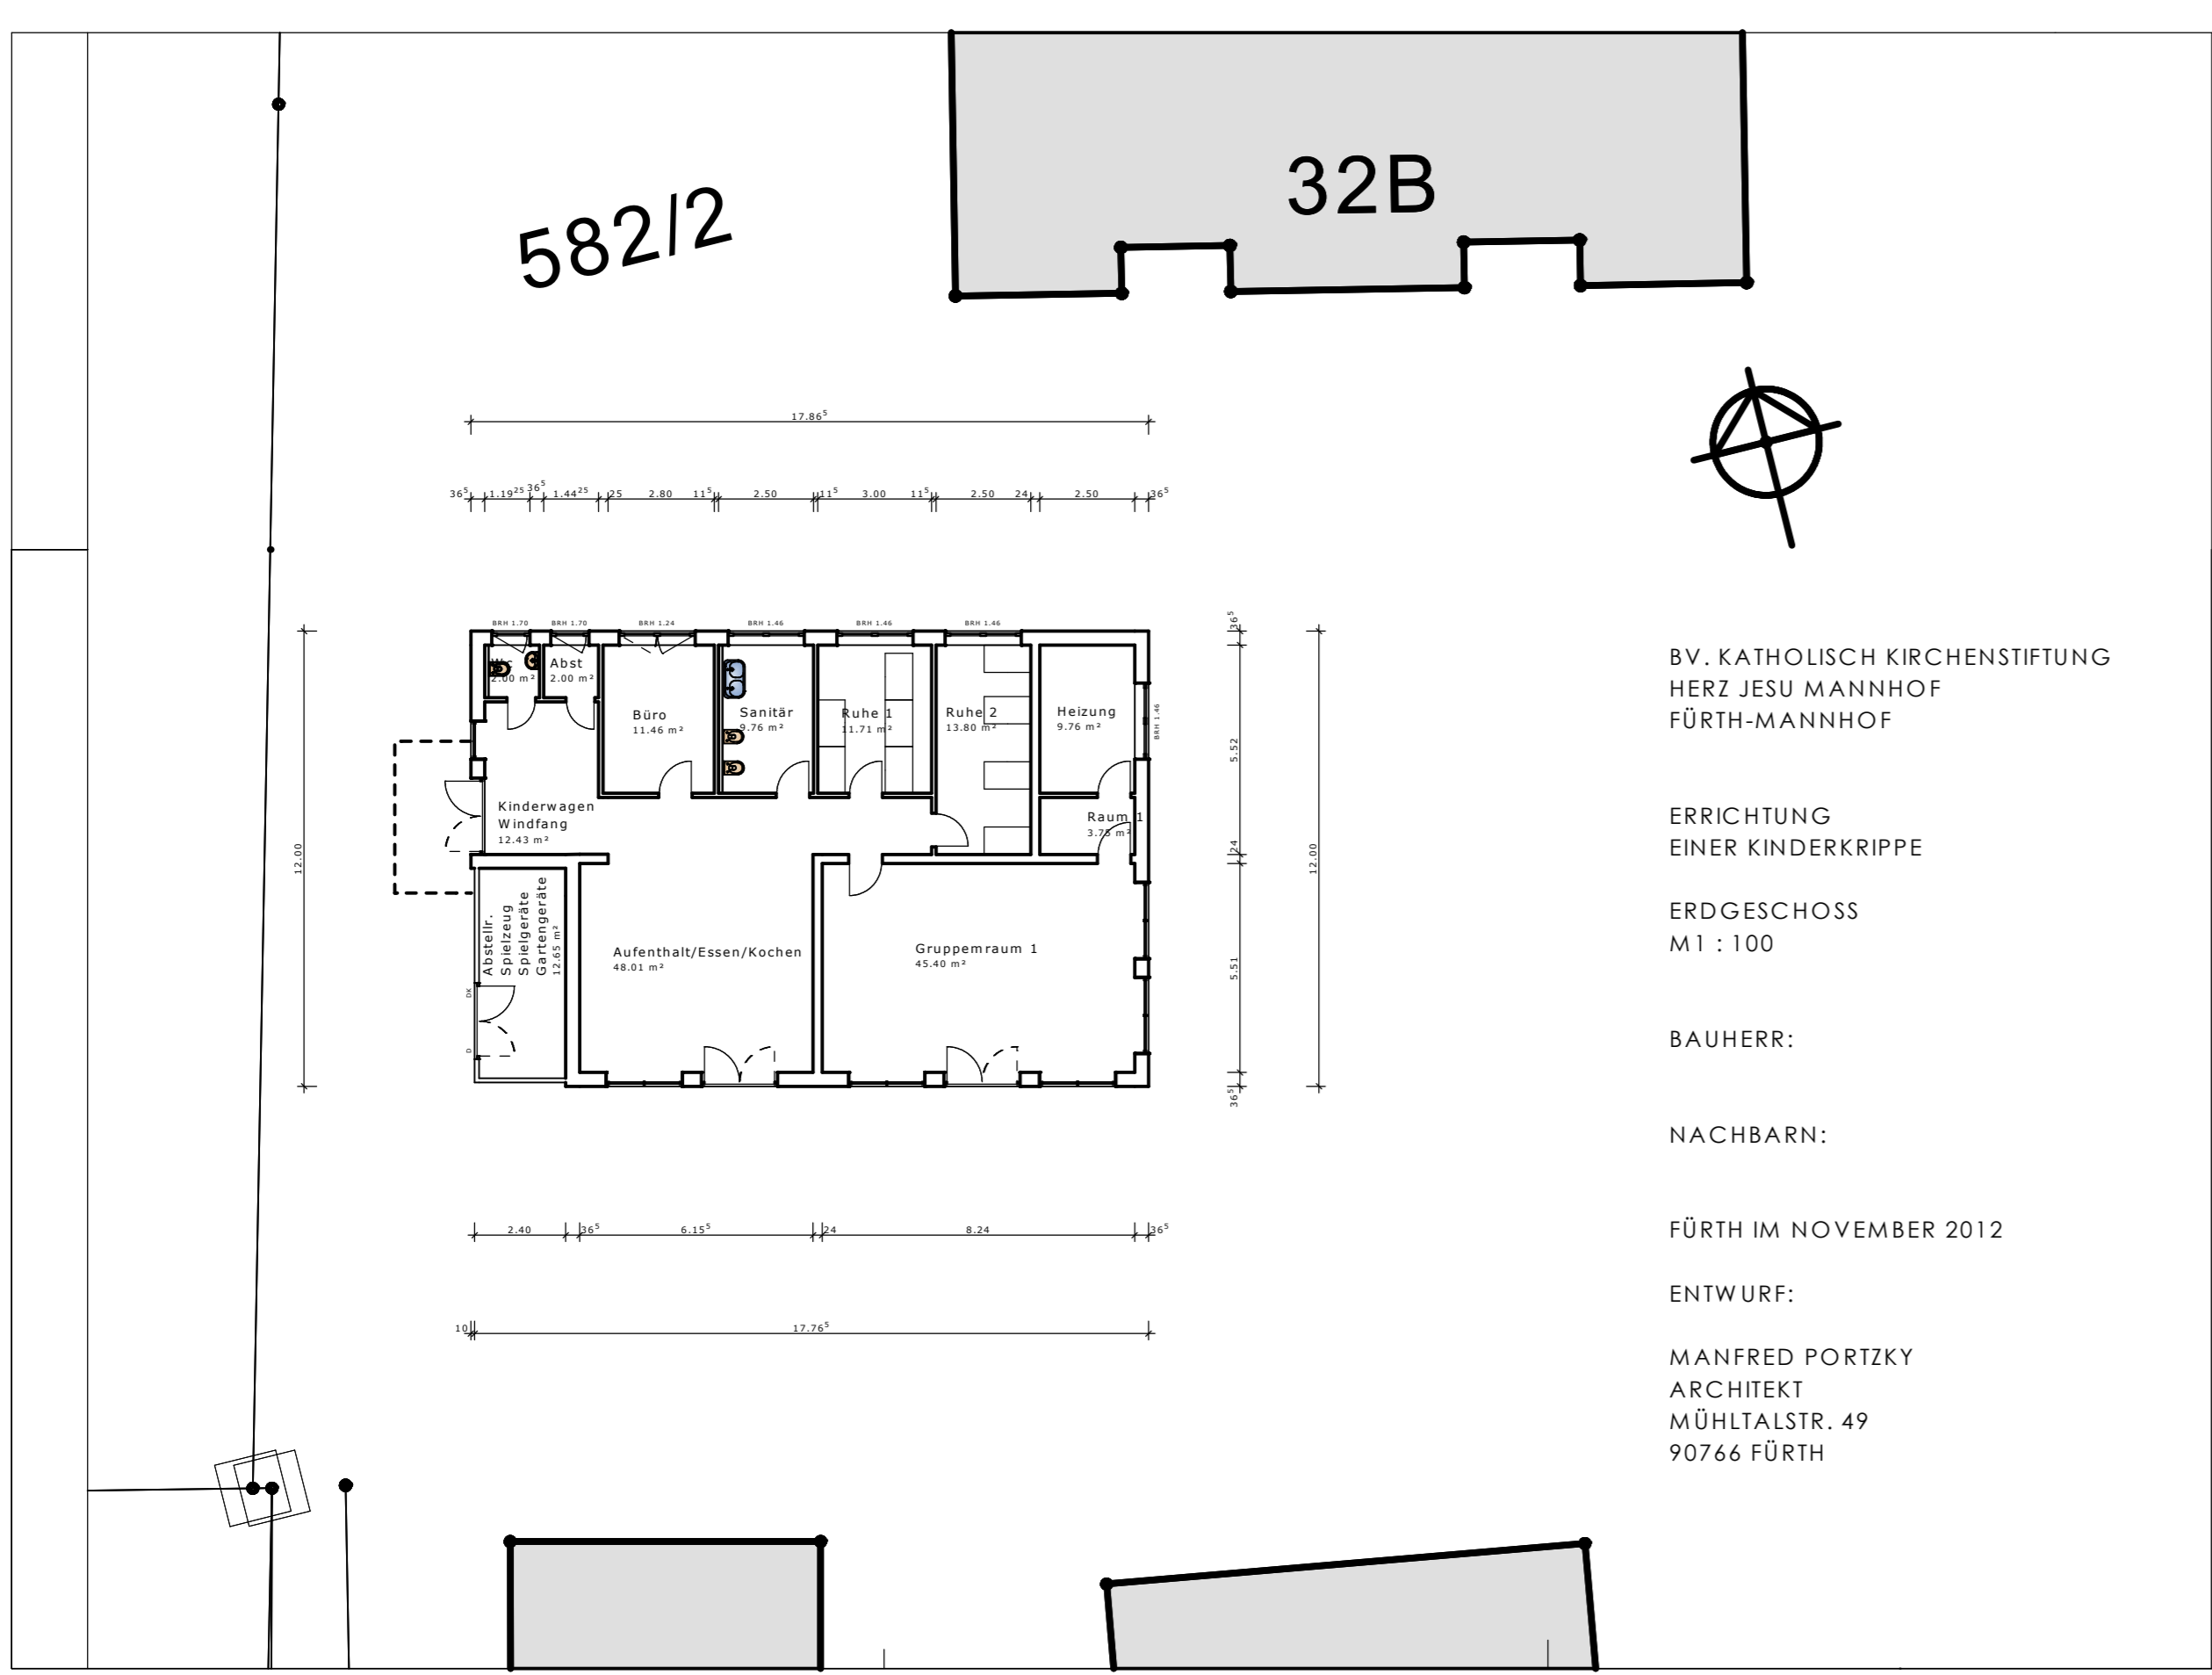 32B
582/2
17.86⁵
36⁵ 1.19²⁵ 36⁵ 1.44²⁵ 25 2.80 11⁵ 2.50 11⁵ 3.00 11⁵ 2.50 24 2.50 36⁵
BRH 1.70 BRH 1.70 BRH 1.24 BRH 1.46 BRH 1.46 BRH 1.46
2.00 m²
Abst
2.00 m²
Büro
11.46 m²
Sanitär
9.76 m²
Ruhe 1
11.71 m²
Ruhe 2
13.80 m²
Heizung
9.76 m²
BRH 1.46
Kinderwagen
Windfang
12.43 m²
Raum 1
3.75 m²
Abstellr.
Spielzeug
Spielgeräte
Gartengeräte
12.65 m²
DK
D
Aufenthalt/Essen/Kochen
48.01 m²
Gruppemraum 1
45.40 m²
12.00
36⁵
5.52
24
5.51
36⁵
12.00
2.40 36⁵ 6.15⁵ 24 8.24 36⁵
10 17.76⁵
BV. KATHOLISCH KIRCHENSTIFTUNG
HERZ JESU MANNHOF
FÜRTH-MANNHOF
ERRICHTUNG
EINER KINDERKRIPPE
ERDGESCHOSS
M1 : 100
BAUHERR:
NACHBARN:
FÜRTH IM NOVEMBER 2012
ENTWURF:
MANFRED PORTZKY
ARCHITEKT
MÜHLTALSTR. 49
90766 FÜRTH